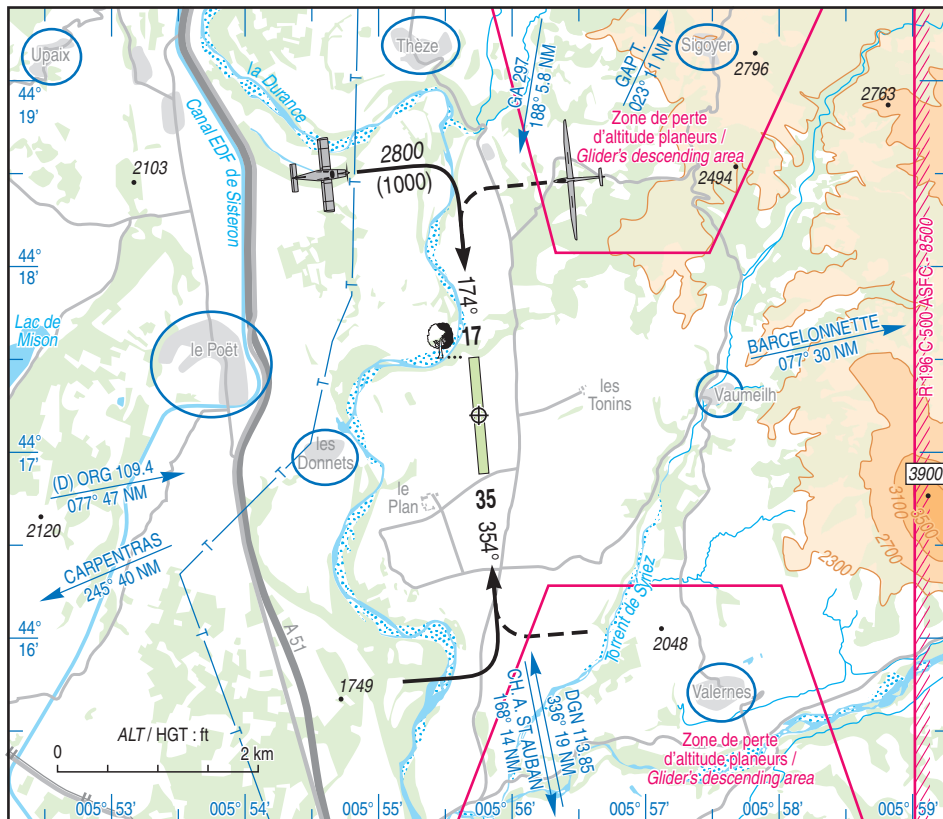 Upaix
Thèze
Sigoyer
2796
2763
44°
19'
la Durance
Canal EDF
de Sisteron
T
T
GA 297
188° 5.8 NM
GAP T.
023° 11 NM
Zone de perte
d'altitude planeurs /
Glider's descending area
2103
2800
(1000)
2494
44°
18'
174°
17
Lac de
Mison
le Poët
T
T
BARCELONNETTE
077° 30 NM
R 196 C 500 ASFC - 8500
les
Tonins
Vaumeilh
44°
17'
les
Donnets
T
(D) ORG 109.4
077° 47 NM
le
Plan
35
354°
3900
3100
3500
2700
2300
2120
CARPENTRAS
245° 40 NM
T
T
T
Torrent de Syriez
44°
16'
A 51
2048
1749
Valernes
CH. A. ST AUBAN
168° 14 NM
DGN 113.85
336° 19 NM
Zone de perte
d'altitude planeurs /
Glider's descending area
ALT / HGT : ft
0
2 km
005° 53'
005° 54'
005° 55'
005° 56'
005° 57'
005° 58'
005° 59'